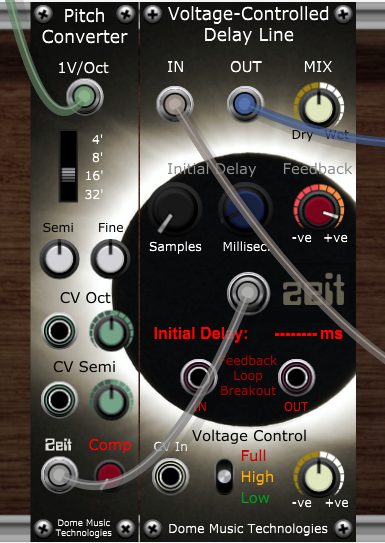 Pitch
Converter
1V/Oct
4'
8'
16'
32'
Semi Fine
CV Oct
CV Semi
2eit Comp
Dome Music
Technologies
Voltage-Controlled
Delay Line
IN OUT MIX
Dry Wet
Initial Delay Feedback
Samples Millisec. -ve +ve
2eit
Initial Delay: -------- ms
Feedback
Loop
Breakout
IN OUT
Voltage Control
CV In Full
High
Low
-ve +ve
Dome Music Technologies